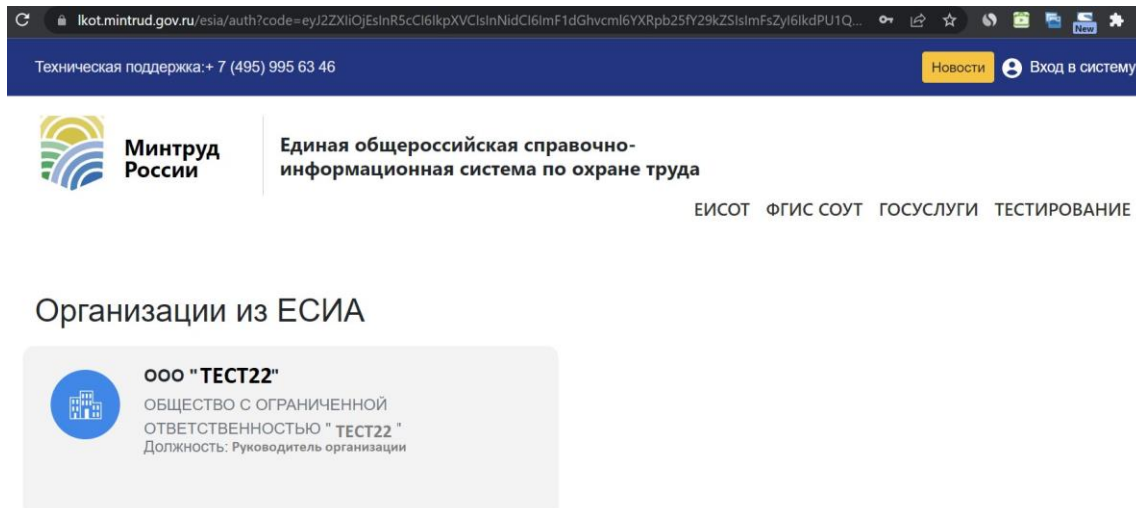 lkot.mintrud.gov.ru/esia/auth?code=eyJ2ZXIiOjEsInR5cCI6IkpXVCIsInNidCI6ImF1dGhvcml6YXRpb25fY29kZSIsImFsZyI6IkdPU1Q...
New
Техническая поддержка:+ 7 (495) 995 63 46
Новости Вход в систему
Минтруд
России
Единая общероссийская справочно-
информационная система по охране труда
ЕИСОТ ФГИС СОУТ ГОСУСЛУГИ ТЕСТИРОВАНИЕ
Организации из ЕСИА
ООО "ТЕСТ22"
ОБЩЕСТВО С ОГРАНИЧЕННОЙ
ОТВЕТСТВЕННОСТЬЮ " ТЕСТ22 "
Должность: Руководитель организации